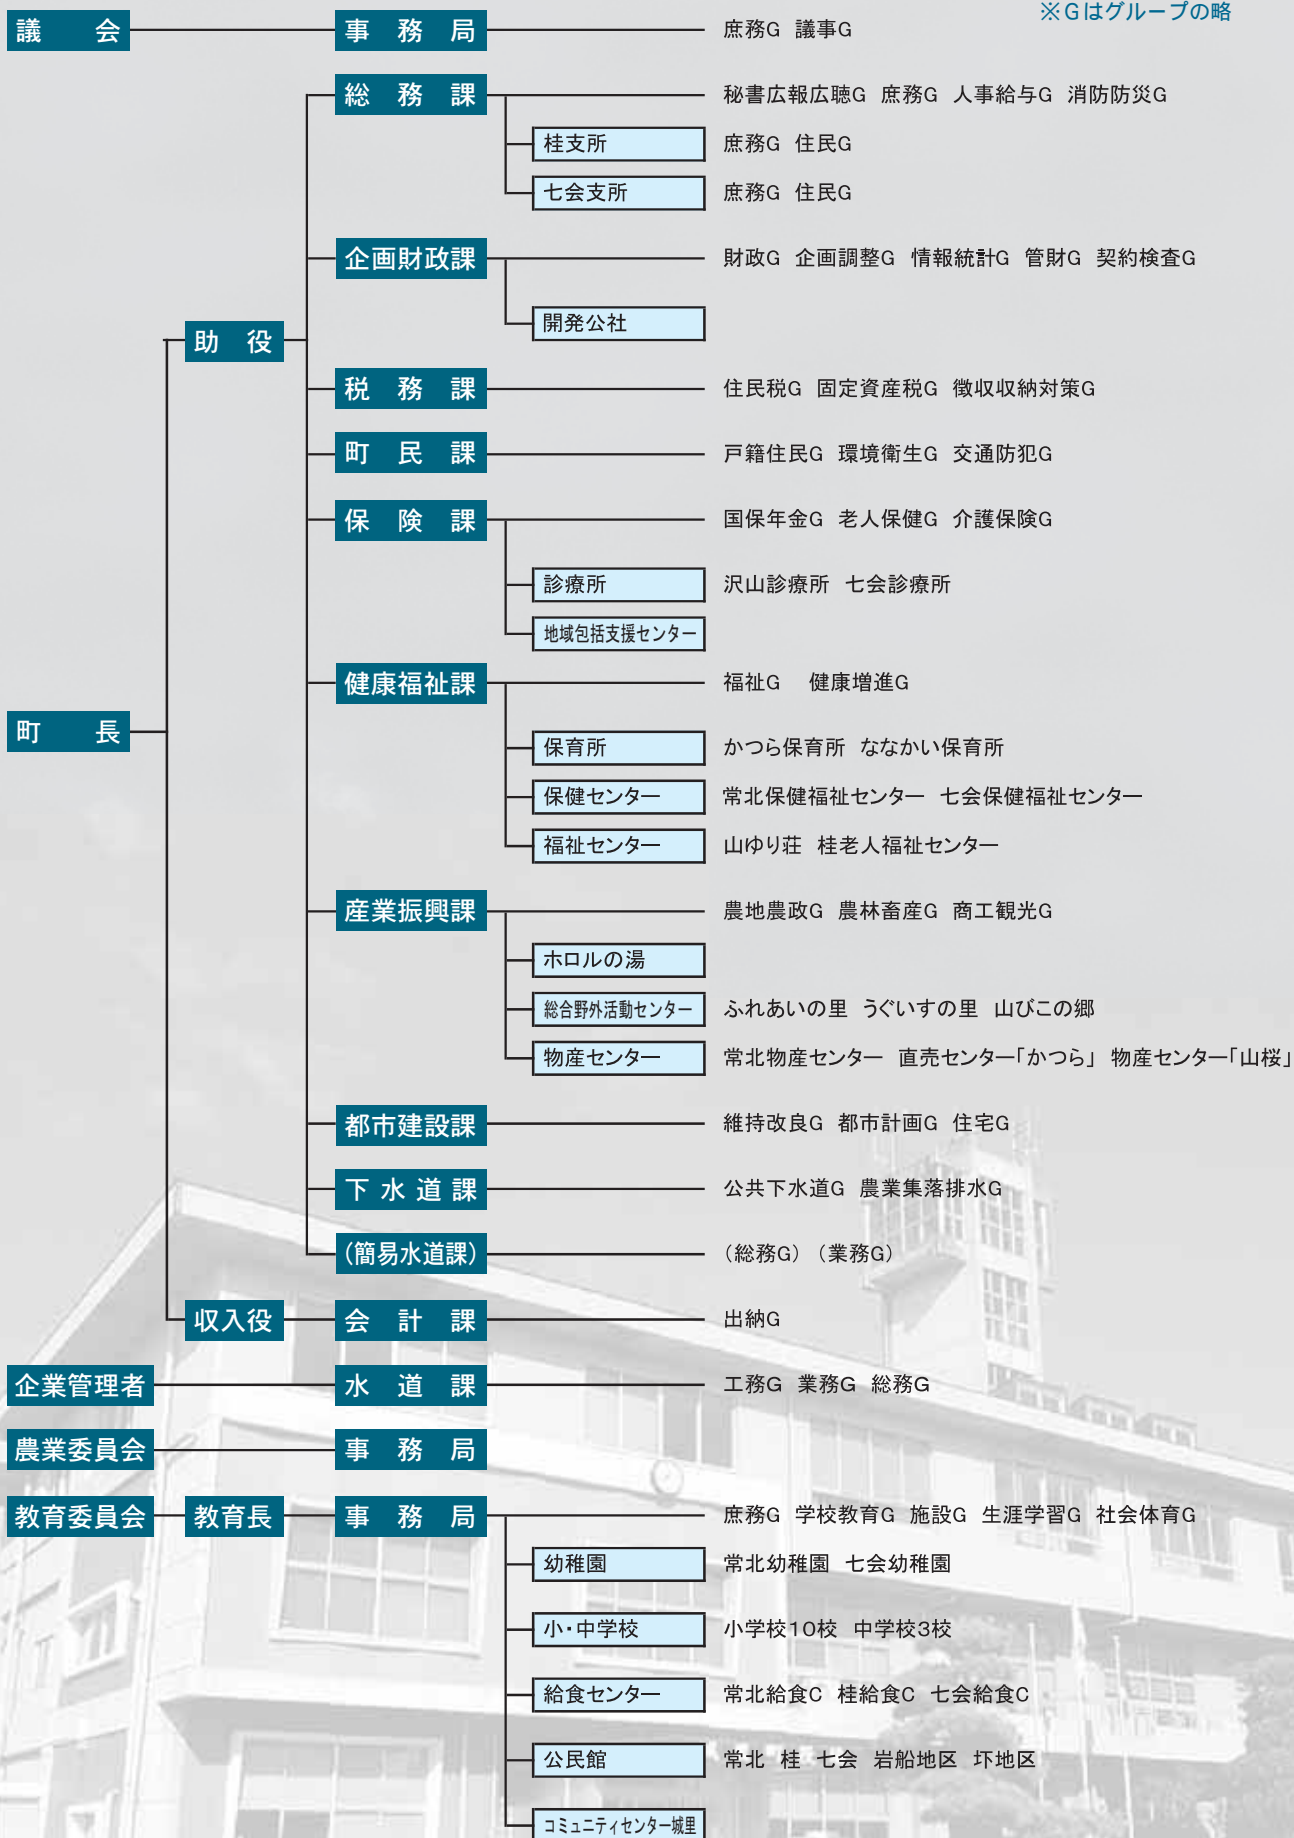 ※Gはグループの略
議会 事務局 庶務G 議事G
総務課 秘書広報広聴G 庶務G 人事給与G 消防防災G
桂支所 庶務G 住民G
七会支所 庶務G 住民G
企画財政課 財政G 企画調整G 情報統計G 管財G 契約検査G
開発公社
助役
税務課 住民税G 固定資産税G 徴収収納対策G
町民課 戸籍住民G 環境衛生G 交通防犯G
保険課 国保年金G 老人保健G 介護保険G
診療所 沢山診療所 七会診療所
地域包括支援センター
健康福祉課 福祉G 健康増進G
町長
保育所 かつら保育所 ななかい保育所
保健センター 常北保健福祉センター 七会保健福祉センター
福祉センター 山ゆり荘 桂老人福祉センター
産業振興課 農地農政G 農林畜産G 商工観光G
ホロルの湯
総合野外活動センター ふれあいの里 うぐいすの里 山びこの郷
物産センター 常北物産センター 直売センター「かつら」 物産センター「山桜」
都市建設課 維持改良G 都市計画G 住宅G
下水道課 公共下水道G 農業集落排水G
(簡易水道課) (総務G) (業務G)
収入役 会計課 出納G
企業管理者 水道課 工務G 業務G 総務G
農業委員会 事務局
教育委員会 教育長 事務局 庶務G 学校教育G 施設G 生涯学習G 社会体育G
幼稚園 常北幼稚園 七会幼稚園
小・中学校 小学校10校 中学校3校
給食センター 常北給食C 桂給食C 七会給食C
公民館 常北 桂 七会 岩船地区 圷地区
コミュニティセンター城里